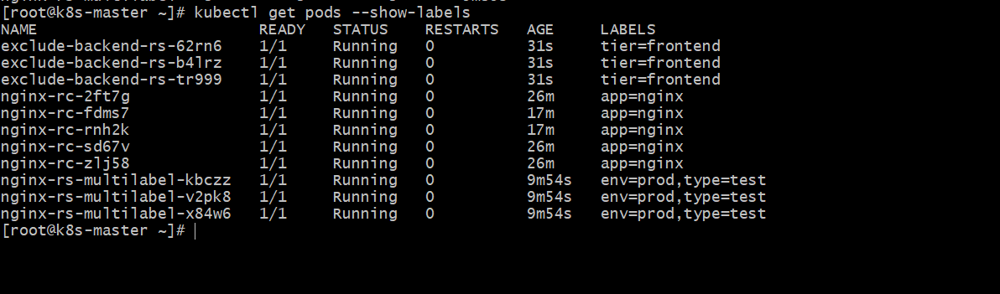 [root@k8s-master ~]# kubectl get pods --show-labels
NAME READY STATUS RESTARTS AGE LABELS
exclude-backend-rs-62rn6 1/1 Running 0 31s tier=frontend
exclude-backend-rs-b4lrz 1/1 Running 0 31s tier=frontend
exclude-backend-rs-tr999 1/1 Running 0 31s tier=frontend
nginx-rc-2ft7g 1/1 Running 0 26m app=nginx
nginx-rc-fdms7 1/1 Running 0 17m app=nginx
nginx-rc-rnh2k 1/1 Running 0 17m app=nginx
nginx-rc-sd67v 1/1 Running 0 26m app=nginx
nginx-rc-zlj58 1/1 Running 0 26m app=nginx
nginx-rs-multilabel-kbczz 1/1 Running 0 9m54s env=prod,type=test
nginx-rs-multilabel-v2pk8 1/1 Running 0 9m54s env=prod,type=test
nginx-rs-multilabel-x84w6 1/1 Running 0 9m54s env=prod,type=test
[root@k8s-master ~]#